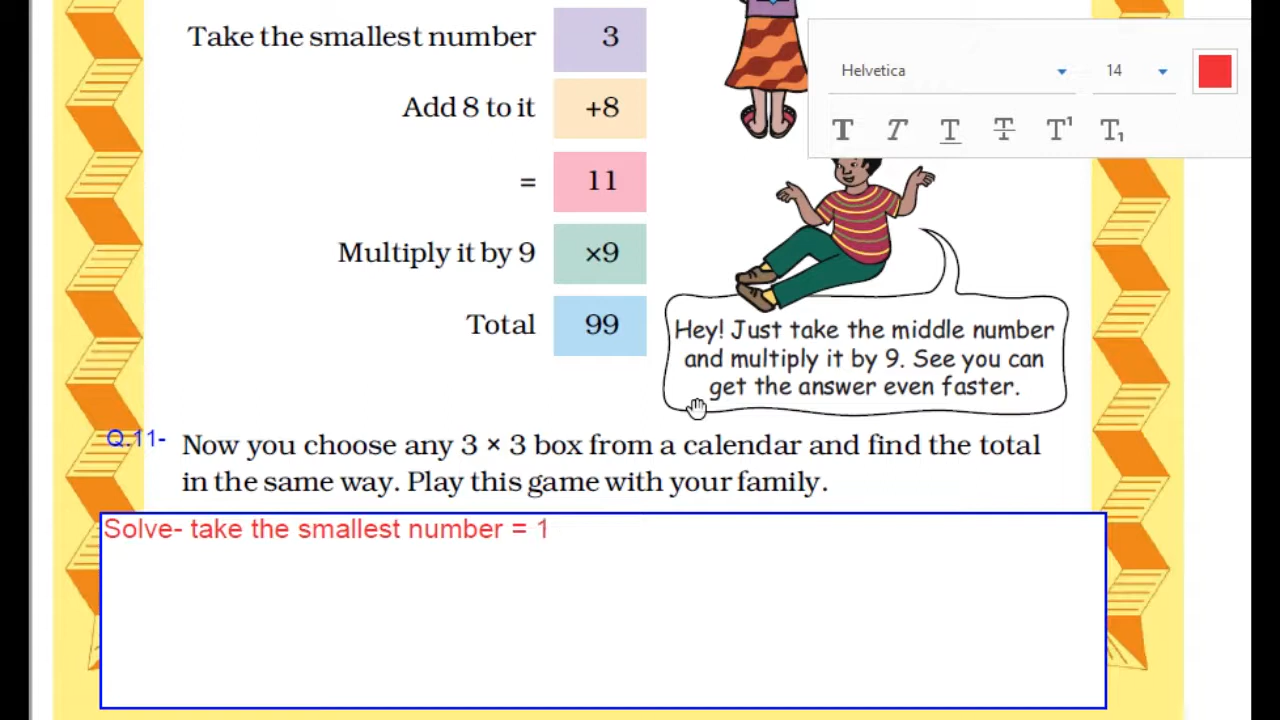 Take the smallest number 3
Helvetica 14
Add 8 to it +8
T T T T T¹ T₁
= 11
Multiply it by 9 ×9
Total 99
Hey! Just take the middle number
and multiply it by 9. See you can
get the answer even faster.
Q.11- Now you choose any 3 × 3 box from a calendar and find the total
in the same way. Play this game with your family.
Solve- take the smallest number = 1